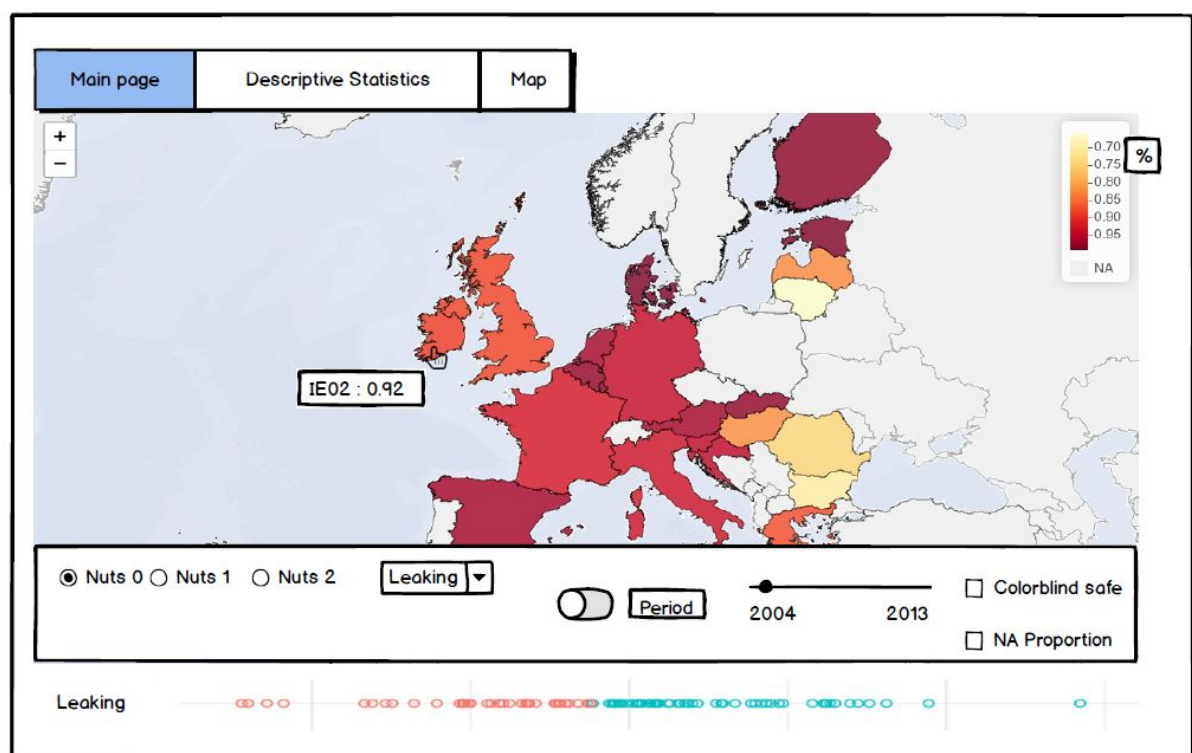 Main page
Descriptive Statistics
Map
+
−
0.70
0.75
0.80
0.85
0.90
0.95
NA
%
IE02 : 0.92
Nuts 0
Nuts 1
Nuts 2
Leaking
Period
2004
2013
Colorblind safe
NA Proportion
Leaking